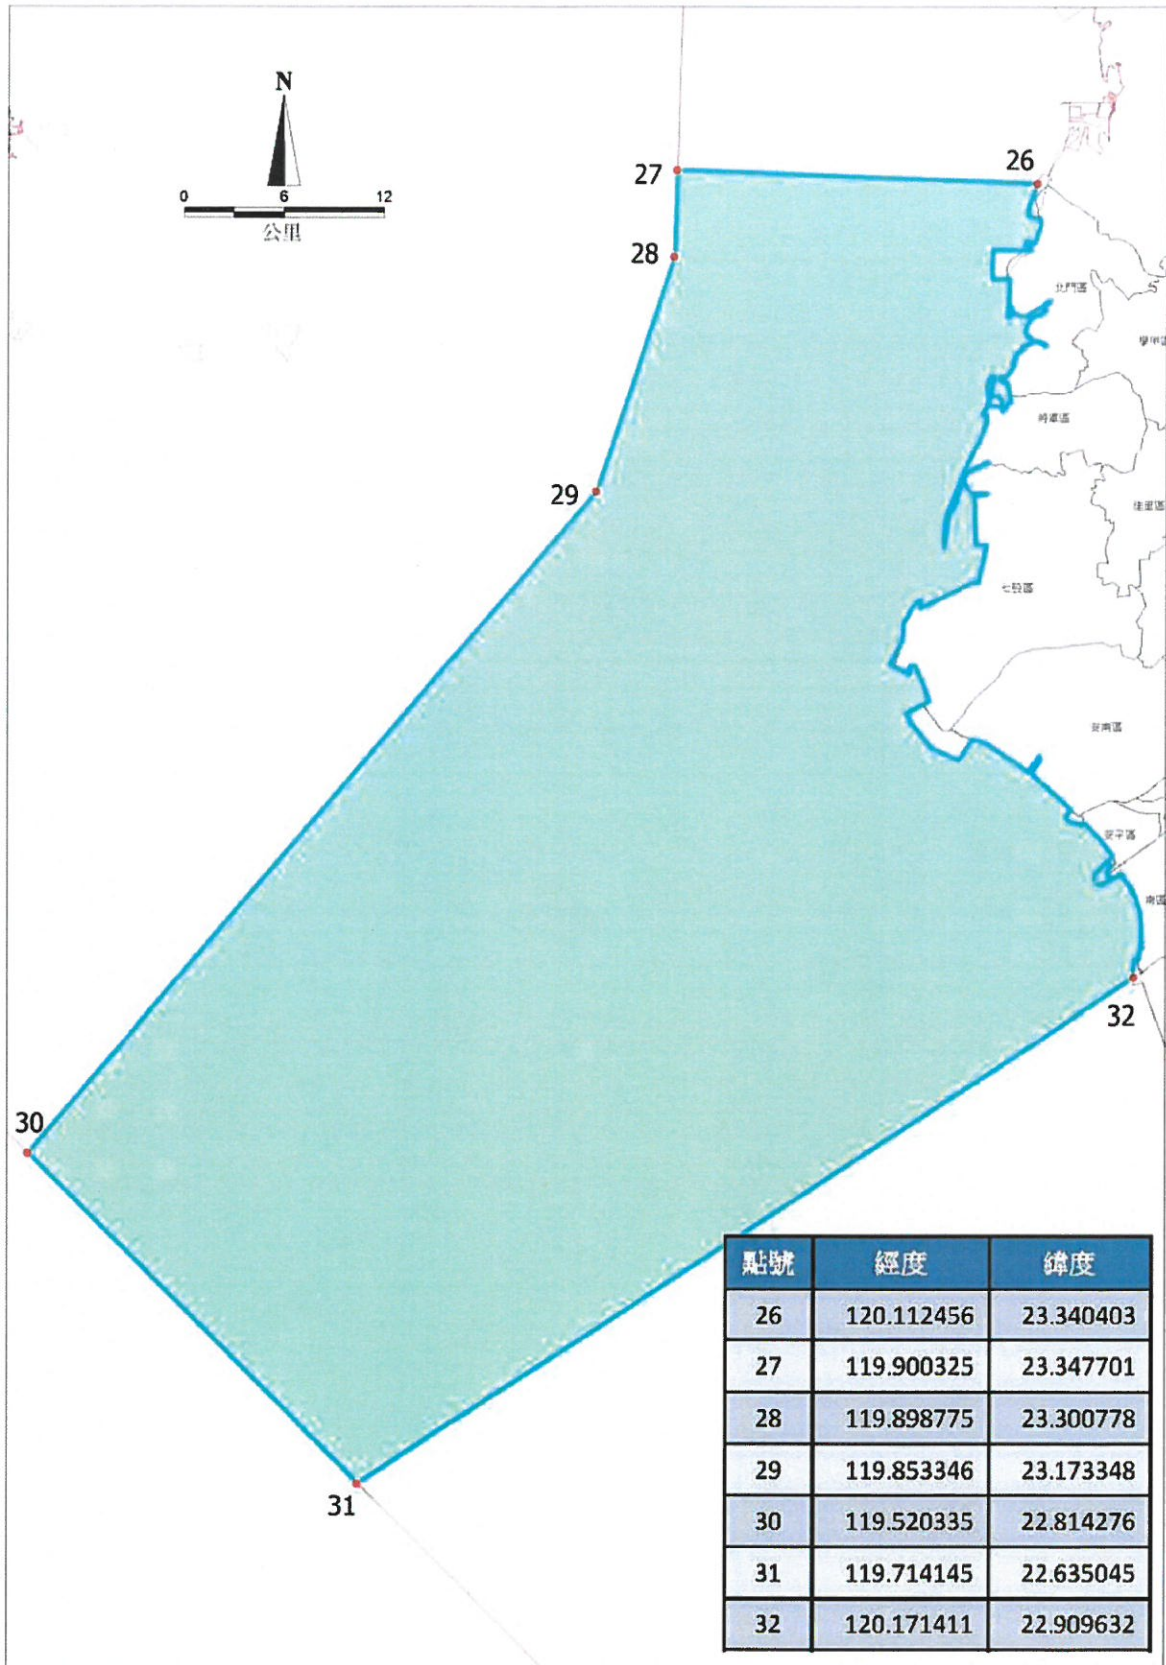 N
0 6 12
公里
27
26
28
北門區
學甲區
將軍區
29
佳里區
七股區
安南區
安平區
南區
32
30
31
點號 經度 緯度
26 120.112456 23.340403
27 119.900325 23.347701
28 119.898775 23.300778
29 119.853346 23.173348
30 119.520335 22.814276
31 119.714145 22.635045
32 120.171411 22.909632